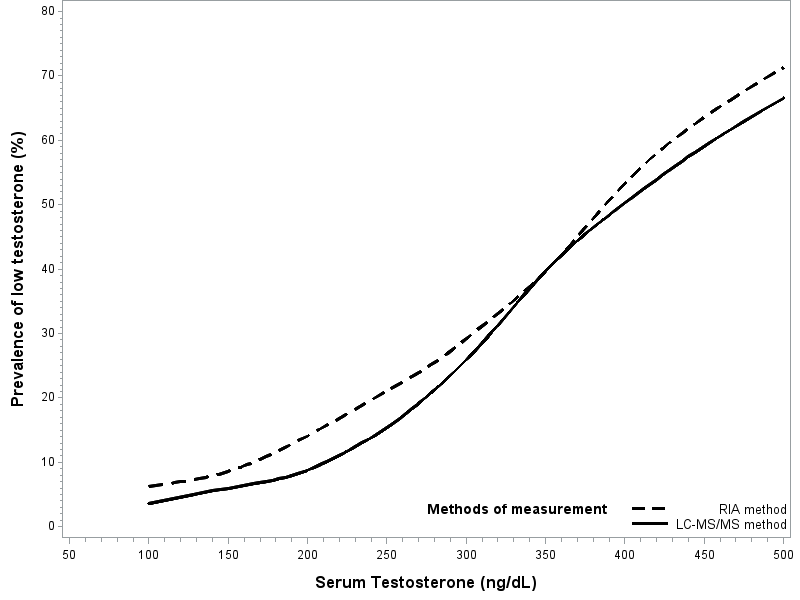 80
70
60
50
40
30
20
10
0
Prevalence of low testosterone (%)
Methods of measurement
RIA method
LC-MS/MS method
50 100 150 200 250 300 350 400 450 500
Serum Testosterone (ng/dL)